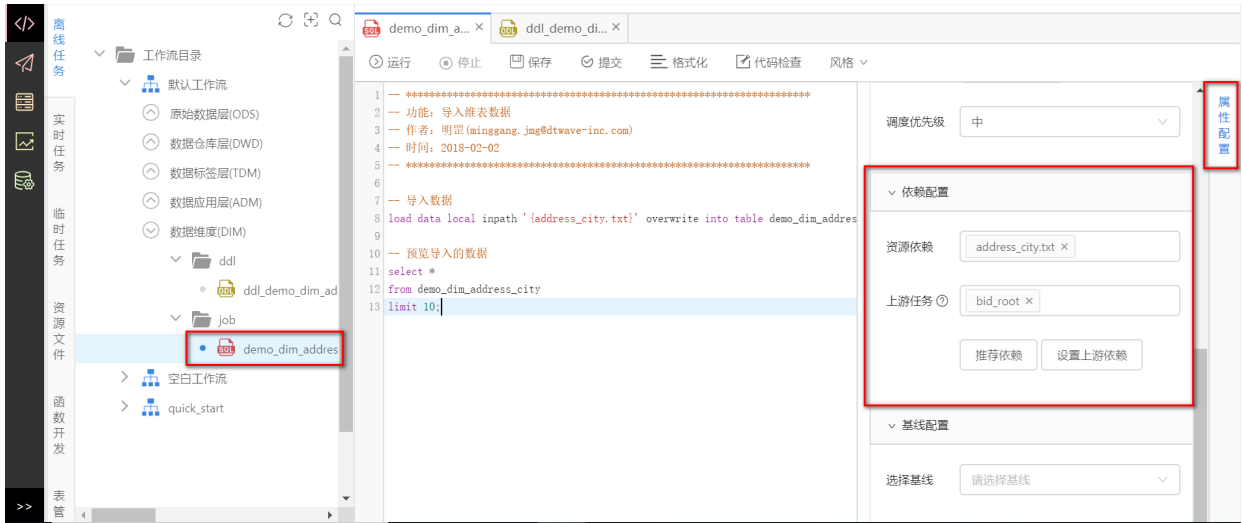 离线任务
实时任务
临时任务
资源文件
函数开发
表管
>>
工作流目录
默认工作流
原始数据层(ODS)
数据仓库层(DWD)
数据标签层(TDM)
数据应用层(ADM)
数据维度(DIM)
ddl
ddl_demo_dim_ad
job
demo_dim_addres
空白工作流
quick_start
demo_dim_a... ×
ddl_demo_di... ×
运行 停止 保存 提交 格式化 代码检查 风格
1 -- **************************************************************
2 -- 功能：导入维表数据
3 -- 作者：明罡(minggang.jmg@dtwave-inc.com)
4 -- 时间：2018-02-02
5 -- **************************************************************
6
7 -- 导入数据
8 load data local inpath '{address_city.txt}' overwrite into table demo_dim_addres
9
10 -- 预览导入的数据
11 select *
12 from demo_dim_address_city
13 limit 10;
调度优先级 中
依赖配置
资源依赖 address_city.txt ×
上游任务 ? bid_root ×
推荐依赖 设置上游依赖
基线配置
选择基线 请选择基线
属性配置